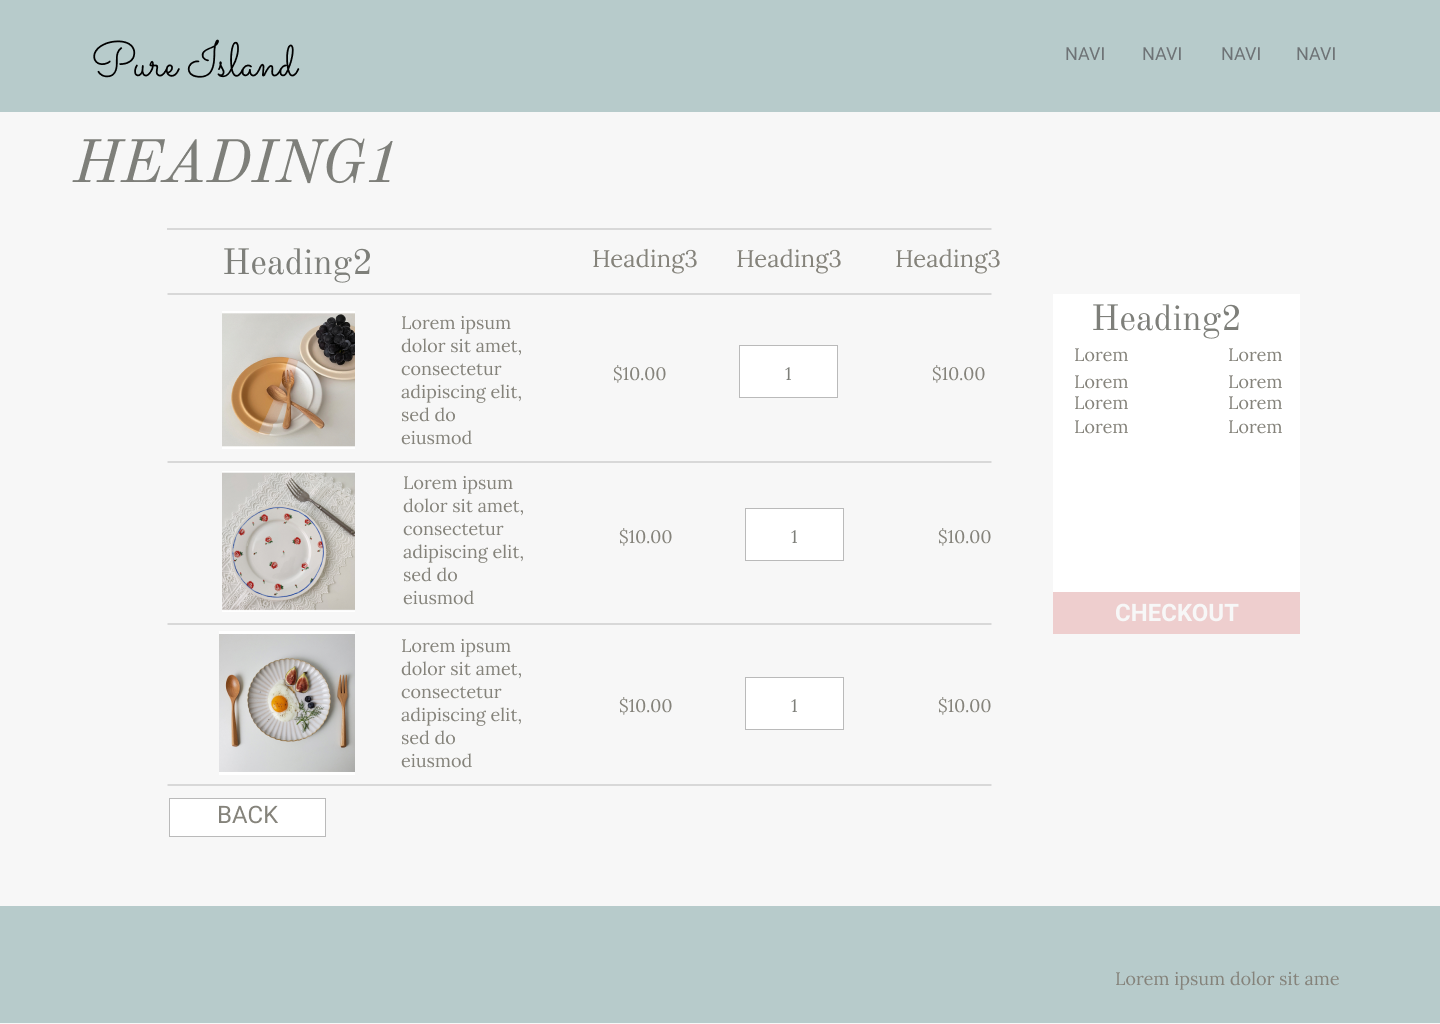 Pure Island
NAVI NAVI NAVI NAVI
HEADING1
Heading2 Heading3 Heading3 Heading3
Lorem ipsum
dolor sit amet,
consectetur
adipiscing elit,
sed do
eiusmod
$10.00 1 $10.00
Lorem ipsum
dolor sit amet,
consectetur
adipiscing elit,
sed do
eiusmod
$10.00 1 $10.00
Lorem ipsum
dolor sit amet,
consectetur
adipiscing elit,
sed do
eiusmod
$10.00 1 $10.00
BACK
Heading2
Lorem Lorem
Lorem Lorem
Lorem Lorem
Lorem Lorem
CHECKOUT
Lorem ipsum dolor sit ame